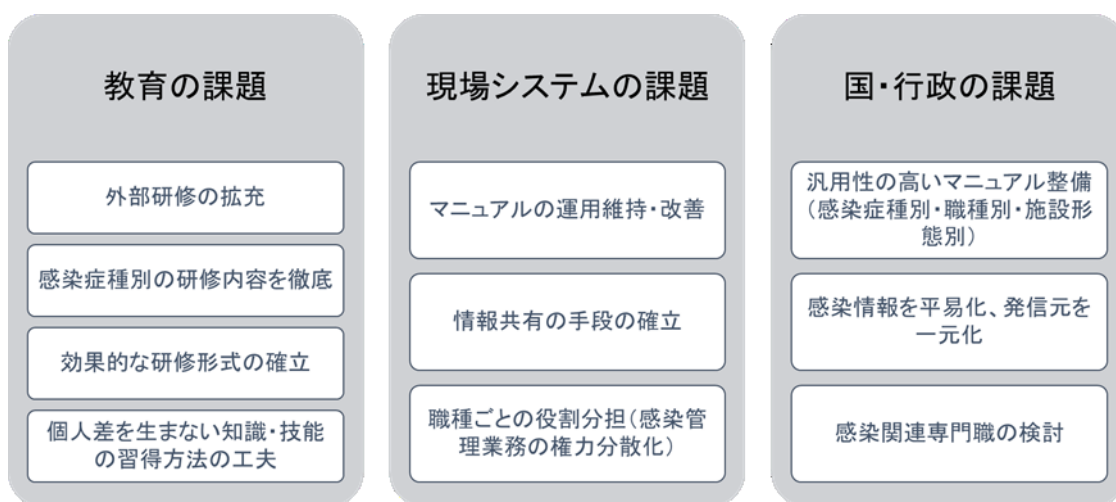 教育の課題
外部研修の拡充
感染症種別の研修内容を徹底
効果的な研修形式の確立
個人差を生まない知識・技能
の習得方法の工夫
現場システムの課題
マニュアルの運用維持・改善
情報共有の手段の確立
職種ごとの役割分担(感染管
理業務の権力分散化)
国・行政の課題
汎用性の高いマニュアル整備
(感染症種別・職種別・施設形
態別)
感染情報を平易化、発信元を
一元化
感染関連専門職の検討